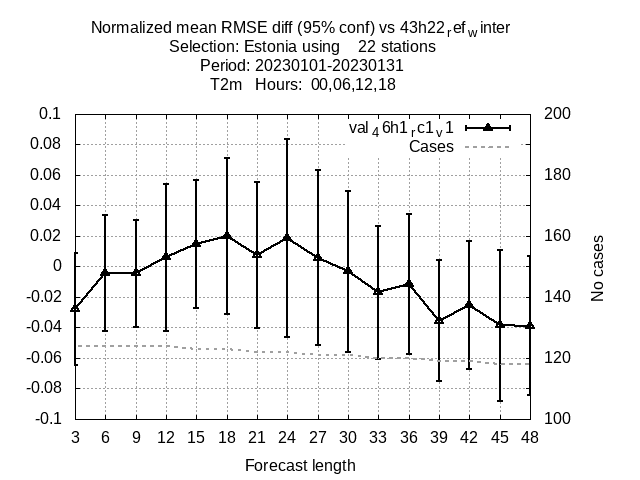 Normalized mean RMSE diff (95% conf) vs 43h22refwinter
Selection: Estonia using    22 stations
Period: 20230101-20230131
T2m   Hours:  00,06,12,18
val46h1rc1v1
Cases
0.1
0.08
0.06
0.04
0.02
0
-0.02
-0.04
-0.06
-0.08
-0.1
200
180
160
140
120
100
No cases
3 6 9 12 15 18 21 24 27 30 33 36 39 42 45 48
Forecast length